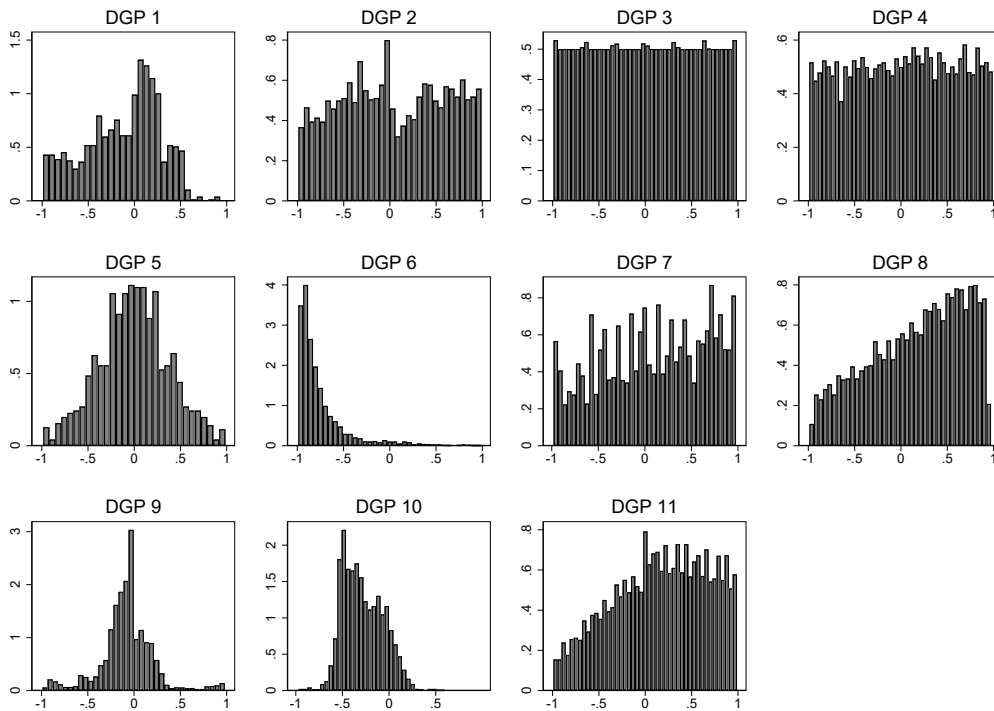 DGP 1 DGP 2 DGP 3 DGP 4
1.5 .8 .5 .6
1 .6 .4 .4
.5 .4 .3 .2
0 .2 .2 0
0 .1
0
-1 -.5 0 .5 1 -1 -.5 0 .5 1 -1 -.5 0 .5 1 -1 -.5 0 .5 1
DGP 5 DGP 6 DGP 7 DGP 8
1 4 .8 .8
.5 3 .6 .6
0 2 .4 .4
1 .2 .2
0 0 0
-1 -.5 0 .5 1 -1 -.5 0 .5 1 -1 -.5 0 .5 1 -1 -.5 0 .5 1
DGP 9 DGP 10 DGP 11
3 2 .8
2 1.5 .6
1 1 .4
0 .5 .2
0 0
-1 -.5 0 .5 1 -1 -.5 0 .5 -1 -.5 0 .5 1